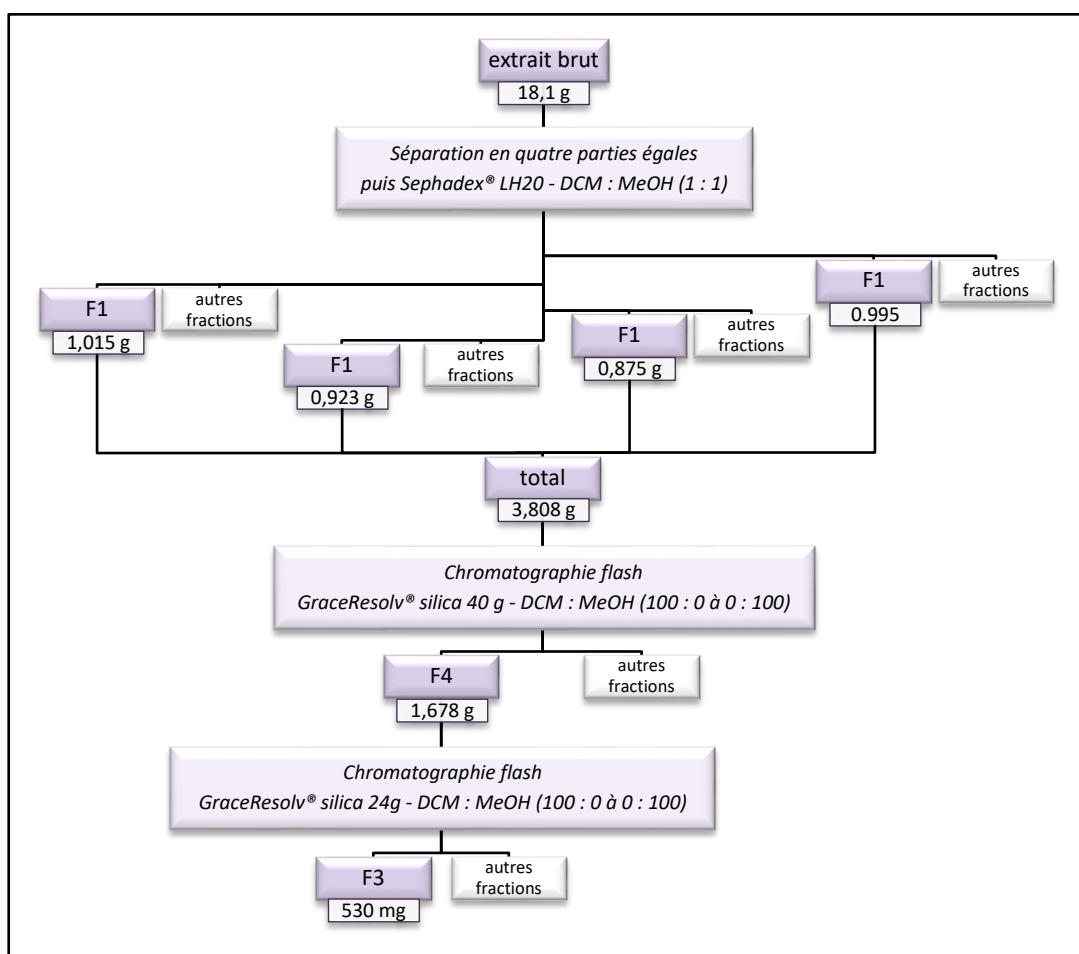 extrait brut
18,1 g
Séparation en quatre parties égales
puis Sephadex® LH20 - DCM : MeOH (1 : 1)
F1
1,015 g
autres
fractions
F1
0,923 g
autres
fractions
F1
0,875 g
autres
fractions
F1
0.995
autres
fractions
total
3,808 g
Chromatographie flash
GraceResolv® silica 40 g - DCM : MeOH (100 : 0 à 0 : 100)
F4
1,678 g
autres
fractions
Chromatographie flash
GraceResolv® silica 24g - DCM : MeOH (100 : 0 à 0 : 100)
F3
530 mg
autres
fractions